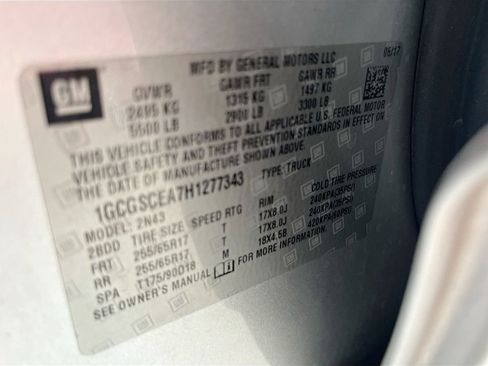 GM
MFD BY GENERAL MOTORS LLC 05/17
GVWR GAWR FRT GAWR RR
2495 KG 1315 KG 1497 KG
5500 LB 2900 LB 3300 LB
THIS VEHICLE CONFORMS TO ALL APPLICABLE U.S. FEDERAL MOTOR
VEHICLE SAFETY AND THEFT PREVENTION STANDARDS IN EFFECT ON
THE DATE OF MANUFACTURE SHOWN ABOVE.
1GCGSCEA7H1277343 TYPE: TRUCK
MODEL: 2N43
2BDD TIRE SIZE SPEED RTG RIM COLD TIRE PRESSURE
FRT 255/65R17 T 17X8.0J 240KPA(35PSI)
RR 255/65R17 T 17X8.0J 240KPA(35PSI)
SPA T175/90D18 M 18X4.5B 420KPA(60PSI)
SEE OWNER'S MANUAL FOR MORE INFORMATION.